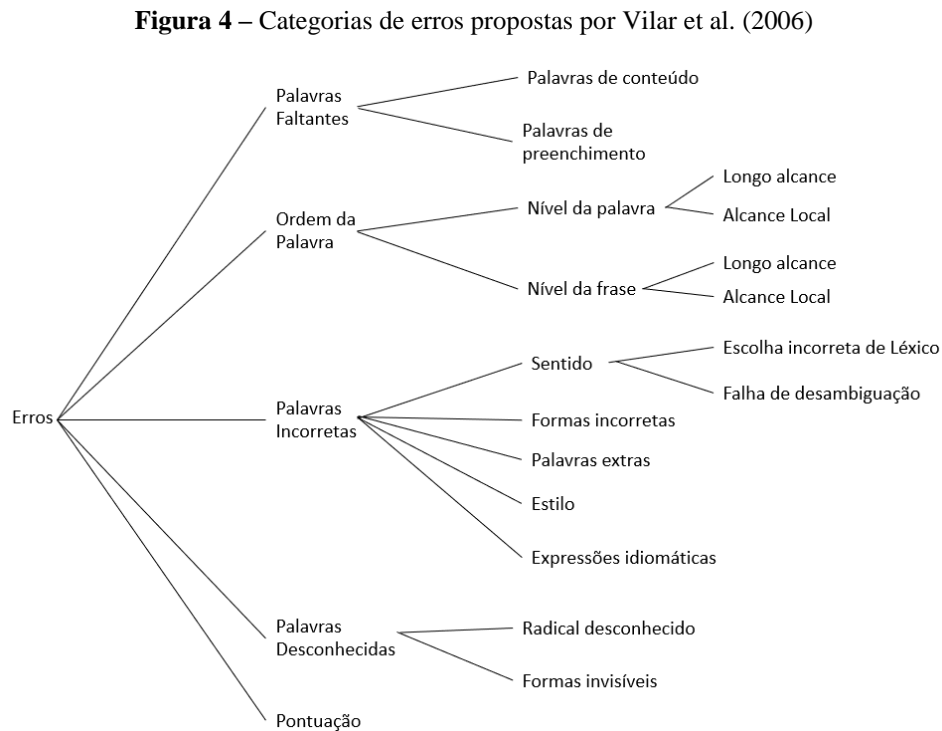 Figura 4 – Categorias de erros propostas por Vilar et al. (2006)
Erros
Palavras
Faltantes
Palavras de conteúdo
Palavras de
preenchimento
Ordem da
Palavra
Nível da palavra
Longo alcance
Alcance Local
Nível da frase
Longo alcance
Alcance Local
Palavras
Incorretas
Sentido
Escolha incorreta de Léxico
Falha de desambiguação
Formas incorretas
Palavras extras
Estilo
Expressões idiomáticas
Palavras
Desconhecidas
Radical desconhecido
Formas invisíveis
Pontuação